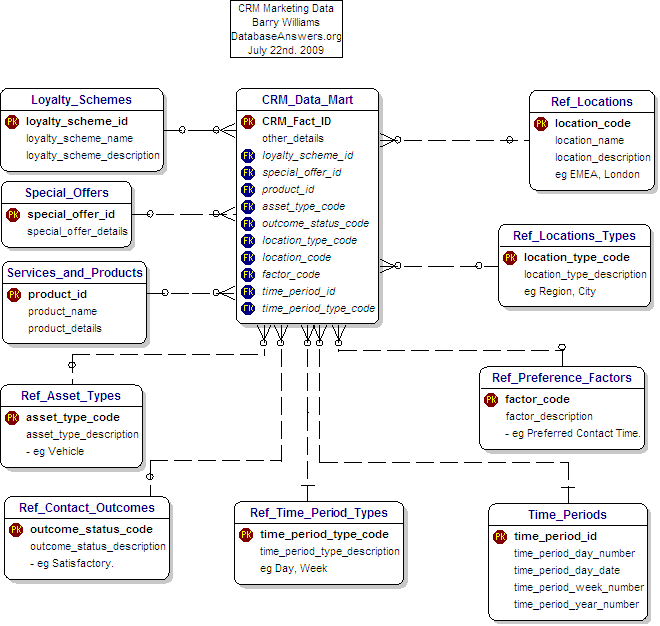 CRM Marketing Data
Barry Williams
DatabaseAnswers.org
July 22nd. 2009
Loyalty_Schemes
PK loyalty_scheme_id
loyalty_scheme_name
loyalty_scheme_description
Special_Offers
PK special_offer_id
special_offer_details
Services_and_Products
PK product_id
product_name
product_details
CRM_Data_Mart
PK CRM_Fact_ID
other_details
FK loyalty_scheme_id
FK special_offer_id
FK product_id
FK asset_type_code
FK outcome_status_code
FK location_type_code
FK location_code
FK factor_code
FK time_period_id
FK time_period_type_code
Ref_Locations
PK location_code
location_name
location_description
eg EMEA, London
Ref_Locations_Types
PK location_type_code
location_type_description
eg Region, City
Ref_Asset_Types
PK asset_type_code
asset_type_description
- eg Vehicle
Ref_Preference_Factors
PK factor_code
factor_description
- eg Preferred Contact Time.
Ref_Contact_Outcomes
PK outcome_status_code
outcome_status_description
- eg Satisfactory.
Ref_Time_Period_Types
PK time_period_type_code
time_period_type_description
eg Day, Week
Time_Periods
PK time_period_id
time_period_day_number
time_period_day_date
time_period_week_number
time_period_year_number